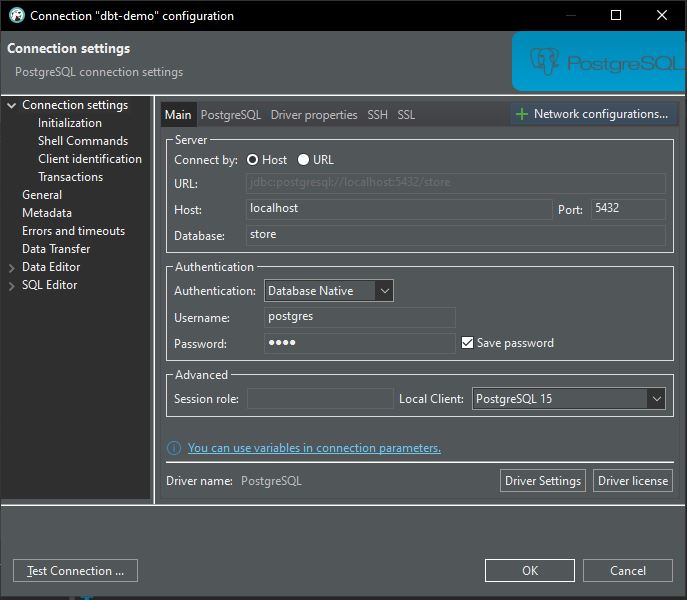 Connection "dbt-demo" configuration
Connection settings
PostgreSQL connection settings
PostgreSQL
Connection settings
Initialization
Shell Commands
Client identification
Transactions
General
Metadata
Errors and timeouts
Data Transfer
Data Editor
SQL Editor
Main PostgreSQL Driver properties SSH SSL Network configurations...
Server
Connect by: Host URL
URL: jdbc:postgresql://localhost:5432/store
Host: localhost Port: 5432
Database: store
Authentication
Authentication: Database Native
Username: postgres
Password: •••• Save password
Advanced
Session role: Local Client: PostgreSQL 15
You can use variables in connection parameters.
Driver name: PostgreSQL Driver Settings Driver license
Test Connection ... OK Cancel